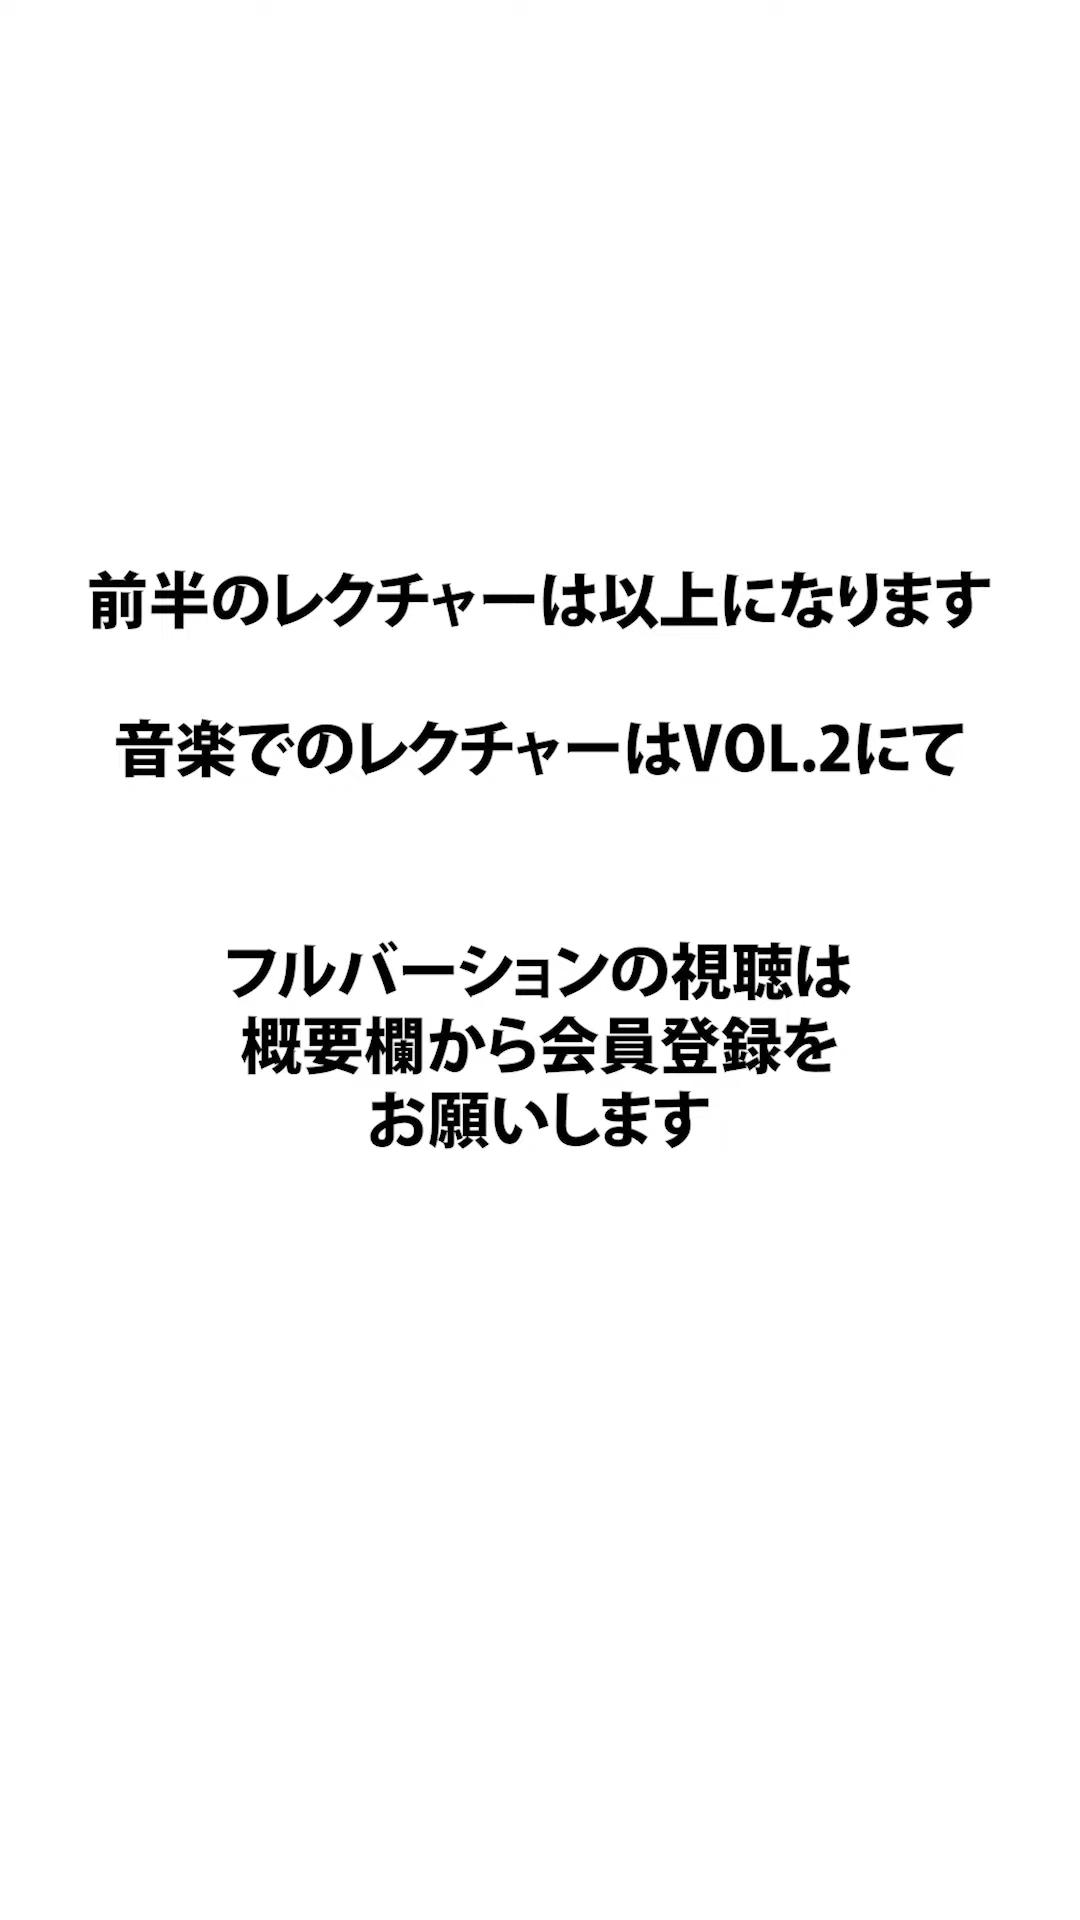 前半のレクチャーは以上になります
音楽でのレクチャーはVOL.2にて
フルバーションの視聴は
概要欄から会員登録を
お願いします